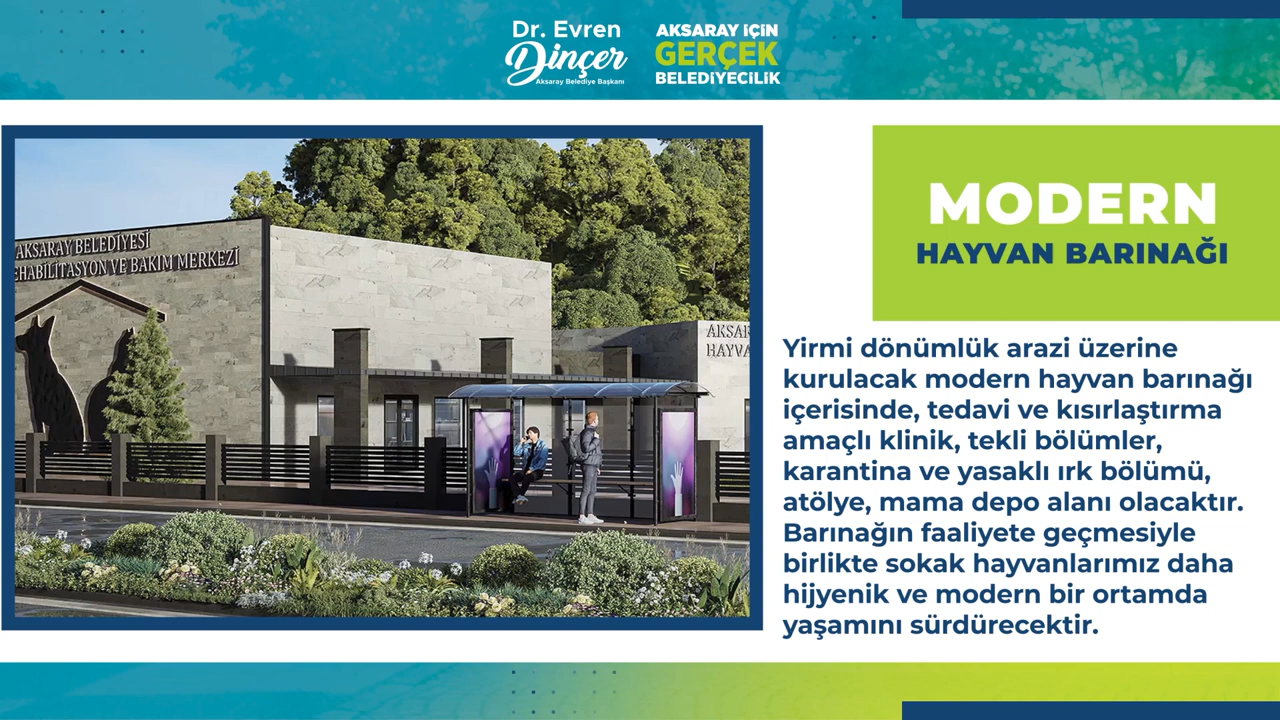 Dr. Evren
Dinçer
Aksaray Belediye Başkanı
AKSARAY İÇİN
GERÇEK
BELEDİYECİLİK
AKSARAY BELEDİYESİ
EHABİLİTASYON VE BAKIM MERKEZİ
AKSAR
HAYVA
MODERN
HAYVAN BARINAĞI
Yirmi dönümlük arazi üzerine
kurulacak modern hayvan barınağı
içerisinde, tedavi ve kısırlaştırma
amaçlı klinik, tekli bölümler,
karantina ve yasaklı ırk bölümü,
atölye, mama depo alanı olacaktır.
Barınağın faaliyete geçmesiyle
birlikte sokak hayvanlarımız daha
hijyenik ve modern bir ortamda
yaşamını sürdürecektir.